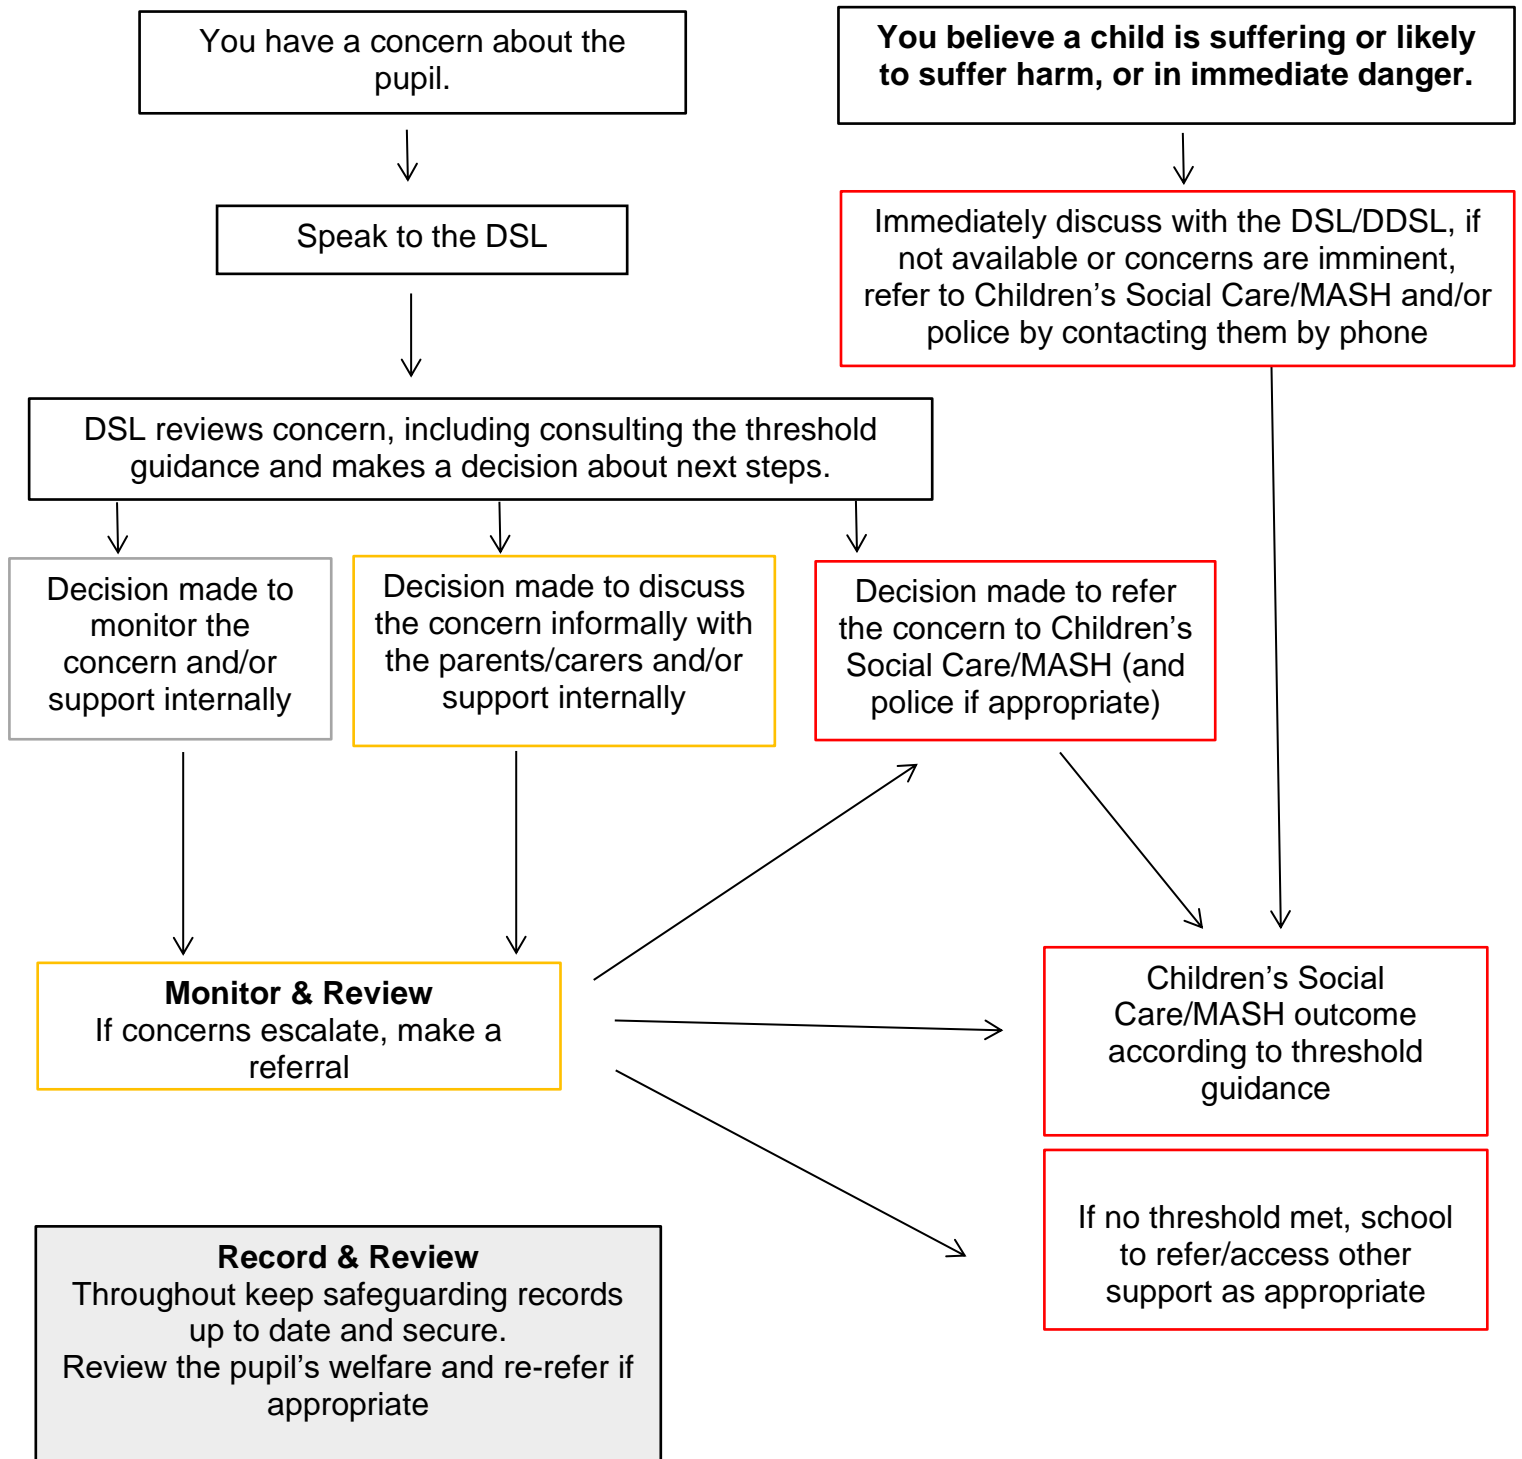 You have a concern about the
pupil.
You believe a child is suffering or likely
to suffer harm, or in immediate danger.
Speak to the DSL
Immediately discuss with the DSL/DDSL, if
not available or concerns are imminent,
refer to Children’s Social Care/MASH and/or
police by contacting them by phone
DSL reviews concern, including consulting the threshold
guidance and makes a decision about next steps.
Decision made to
monitor the
concern and/or
support internally
Decision made to discuss
the concern informally with
the parents/carers and/or
support internally
Decision made to refer
the concern to Children’s
Social Care/MASH (and
police if appropriate)
Monitor & Review
If concerns escalate, make a
referral
Children’s Social
Care/MASH outcome
according to threshold
guidance
If no threshold met, school
to refer/access other
support as appropriate
Record & Review
Throughout keep safeguarding records
up to date and secure.
Review the pupil’s welfare and re-refer if
appropriate